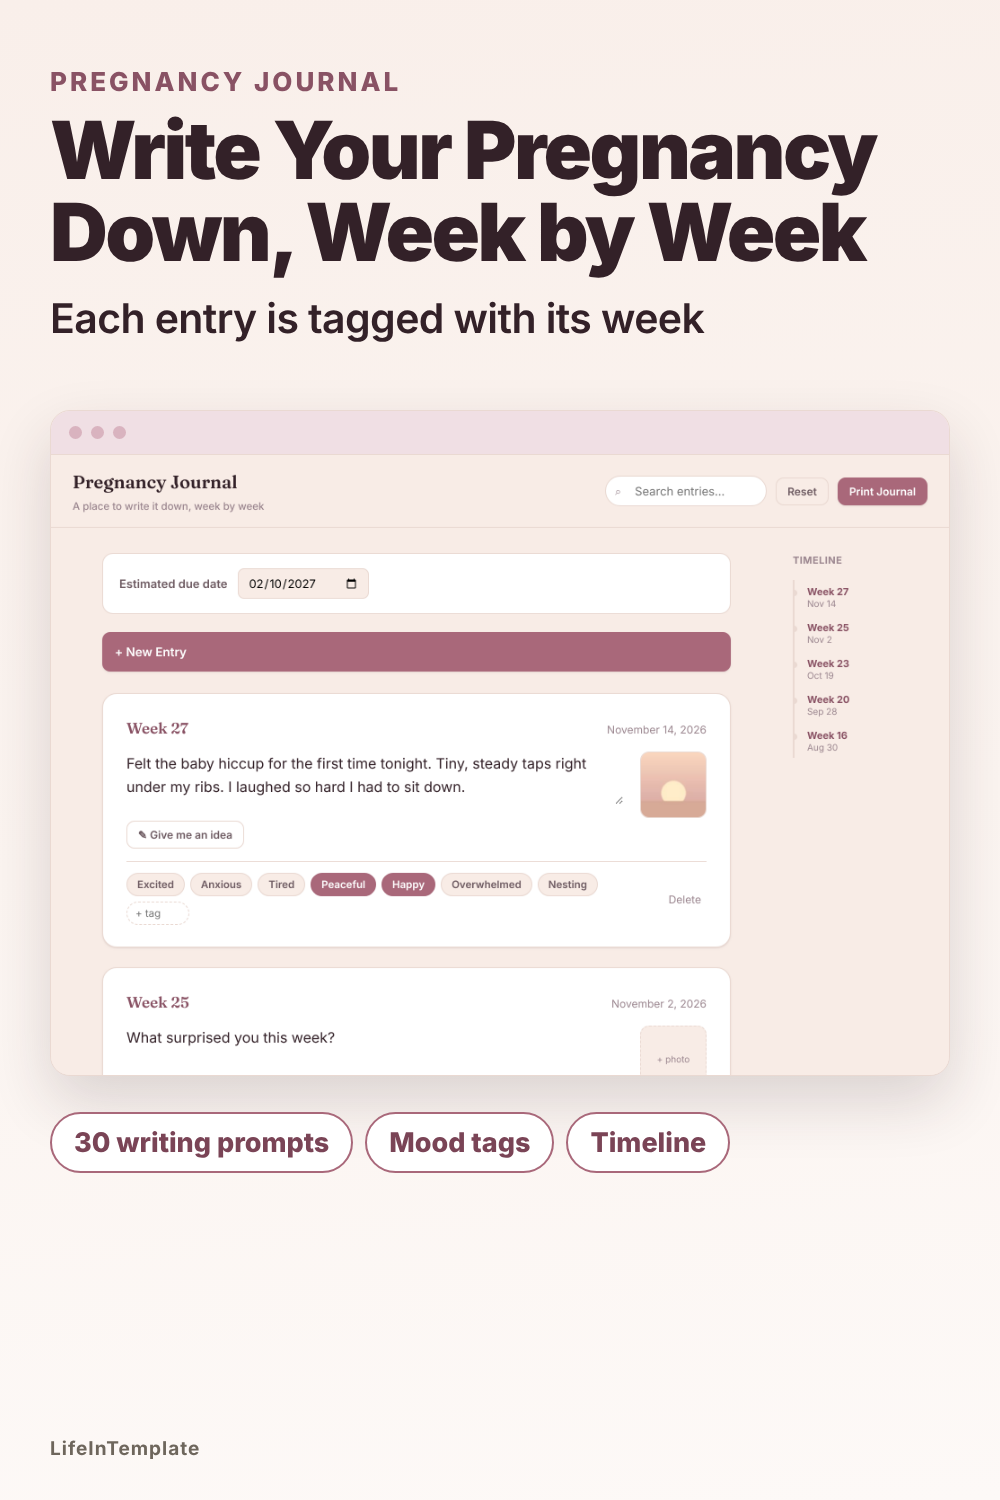 PREGNANCY JOURNAL
Write Your Pregnancy
Down, Week by Week
Each entry is tagged with its week
Pregnancy Journal
A place to write it down, week by week
Search entries...
Reset
Print Journal
Estimated due date 02/10/2027
+ New Entry
Week 27
November 14, 2026
Felt the baby hiccup for the first time tonight. Tiny, steady taps right
under my ribs. I laughed so hard I had to sit down.
✎ Give me an idea
Excited Anxious Tired Peaceful Happy Overwhelmed Nesting
+ tag
Delete
Week 25
November 2, 2026
What surprised you this week?
+ photo
TIMELINE
Week 27
Nov 14
Week 25
Nov 2
Week 23
Oct 19
Week 20
Sep 28
Week 16
Aug 30
30 writing prompts
Mood tags
Timeline
LifeInTemplate